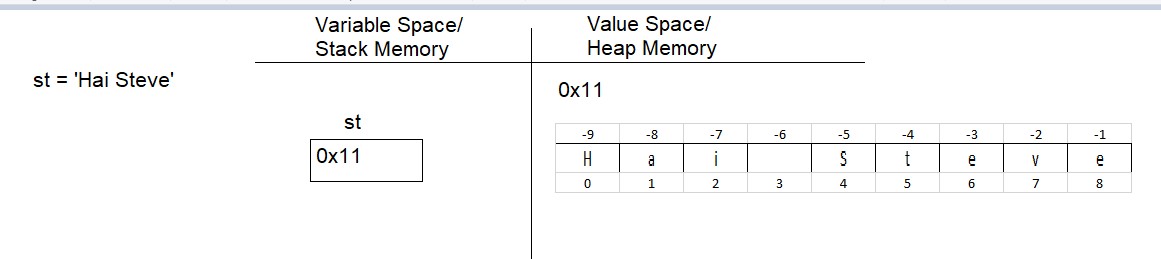 Variable Space/
Stack Memory
Value Space/
Heap Memory
st = 'Hai Steve'
0x11
st
0x11
-9 -8 -7 -6 -5 -4 -3 -2 -1
H a i S t e v e
0 1 2 3 4 5 6 7 8